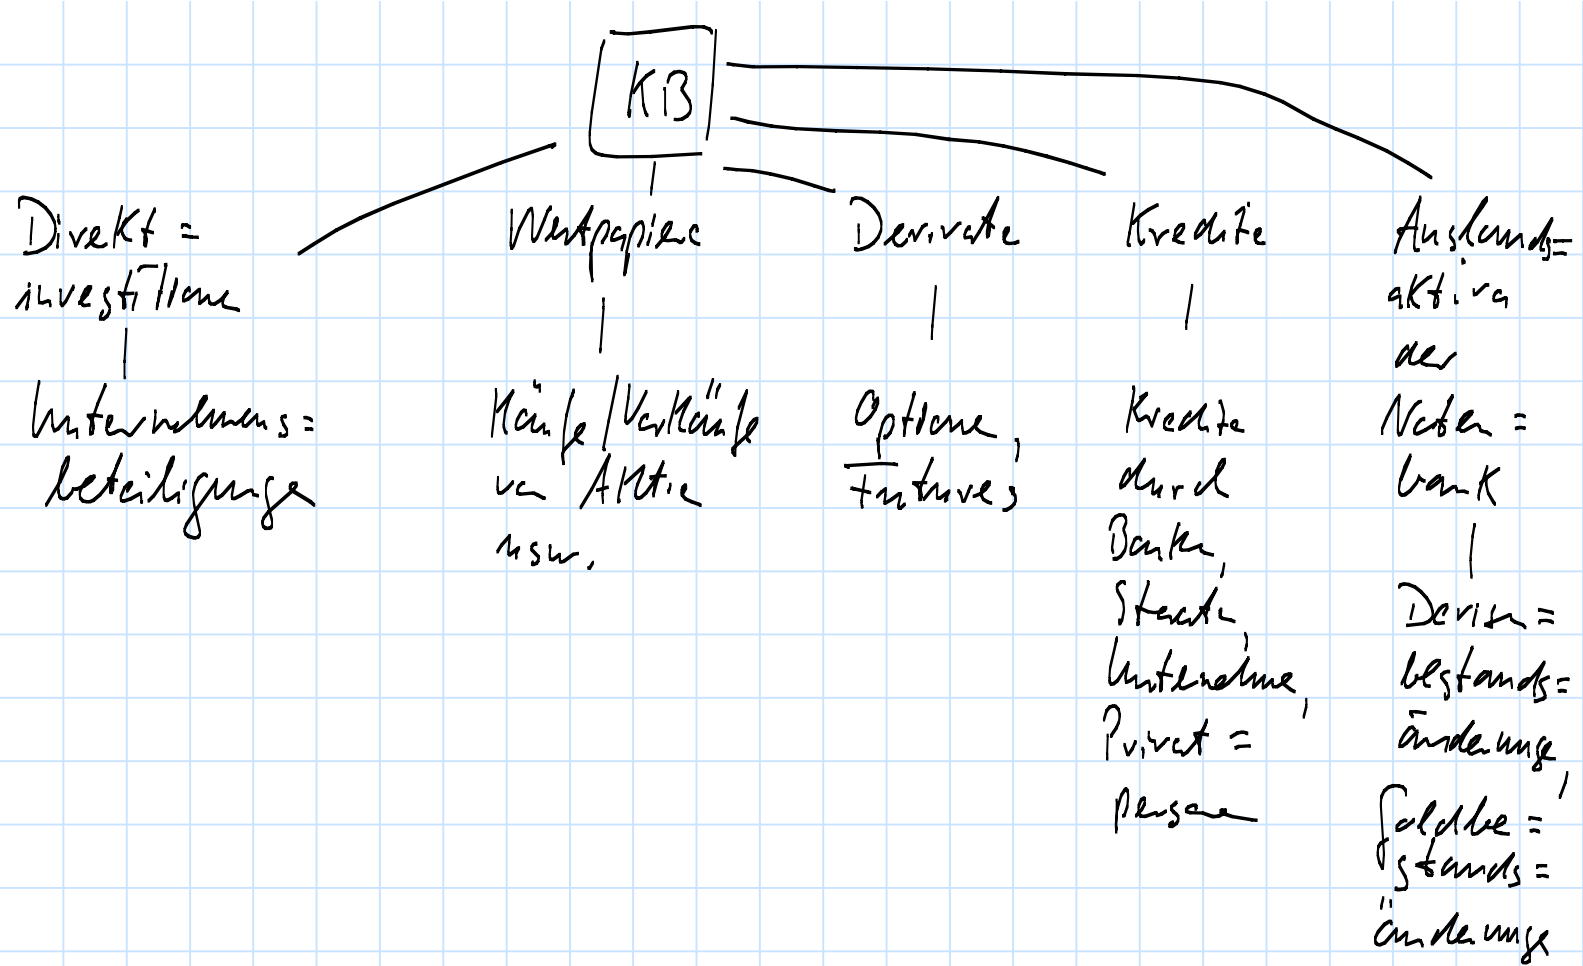 KB
Direkt=
investitionen
Unternehmens=
beteiligungen
Wertpapiere
Käufe/Verkäufe
von Aktien
usw.
Derivate
Optionen,
Futures
Kredite
Kredite
durch
Banken,
Staaten,
Unternehmen,
Privat=
personen
Auslands=
aktiva
der
Noten=
bank
Devisen=
bestands=
änderungen,
Goldbe=
stands=
änderungen